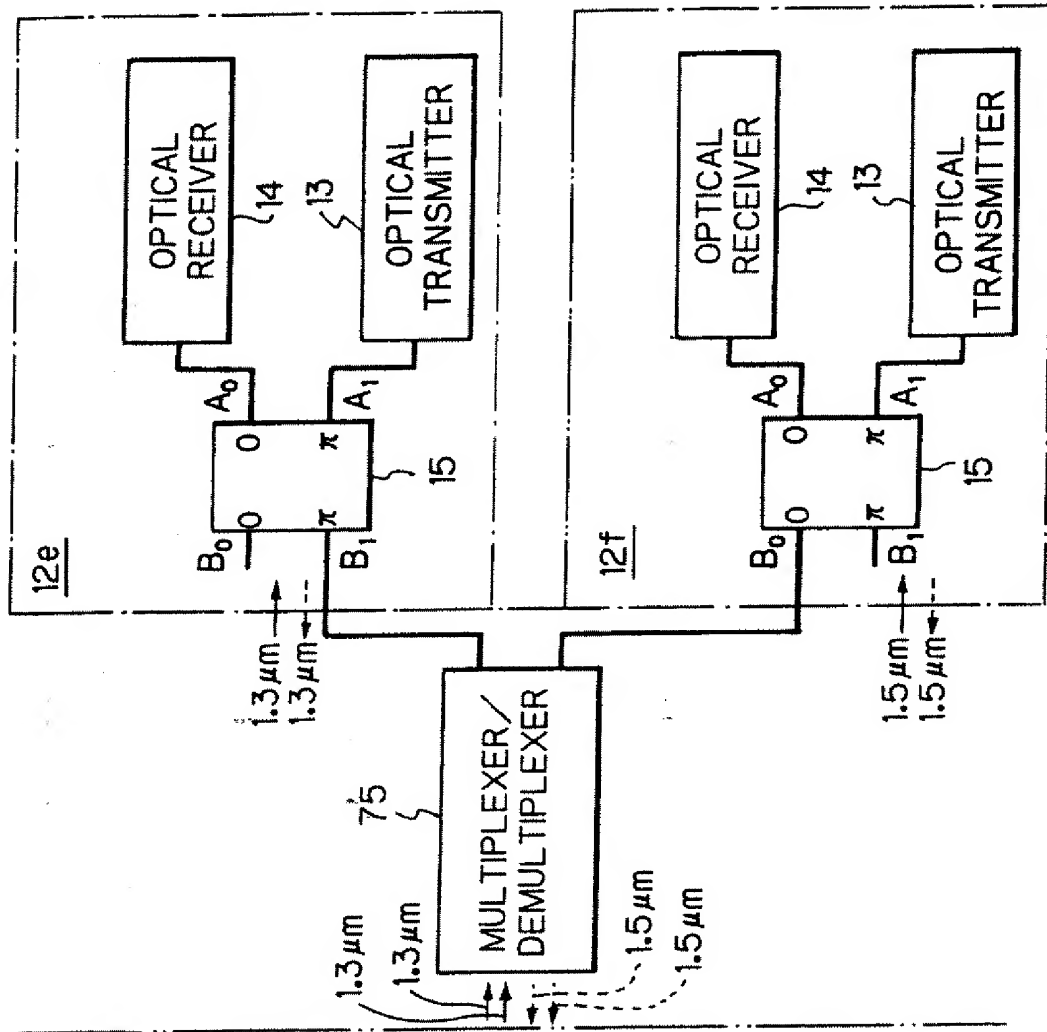 12e
OPTICAL
RECEIVER
14
13
OPTICAL
TRANSMITTER
A₀
A₁
0
π
0
π
15
B₀
B₁
1.3μm
1.3μm
MULTIPLEXER/
DEMULTIPLEXER
75
1.3μm
1.3μm
1.5μm
1.5μm
12f
OPTICAL
RECEIVER
14
13
OPTICAL
TRANSMITTER
A₀
A₁
0
π
0
π
15
B₀
B₁
1.5μm
1.5μm